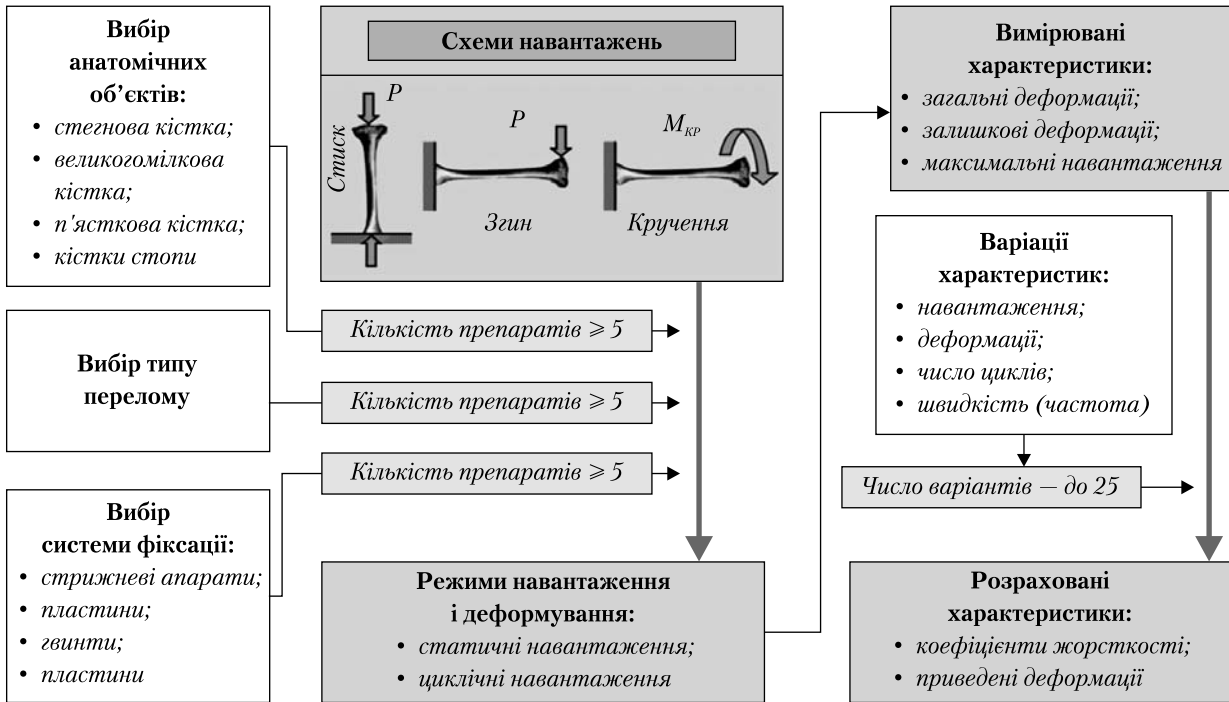 Вибір
анатомічних
об’єктів:
• стегнова кістка;
• великогомілкова
кістка;
• п'ясткова кістка;
• кістки стопи
Вибір типу
перелому
Вибір
системи фіксації:
• стрижневі апарати;
• пластини;
• гвинти;
• пластини
Схеми навантажень
P
Стиск
P
Згин
M_КР
Кручення
Кількість препаратів ⩾ 5
Кількість препаратів ⩾ 5
Кількість препаратів ⩾ 5
Режими навантаження
і деформування:
• статичні навантаження;
• циклічні навантаження
Вимірювані
характеристики:
• загальні деформації;
• залишкові деформації;
• максимальні навантаження
Варіації
характеристик:
• навантаження;
• деформації;
• число циклів;
• швидкість (частота)
Число варіантів — до 25
Розраховані
характеристики:
• коефіцієнти жорсткості;
• приведені деформації